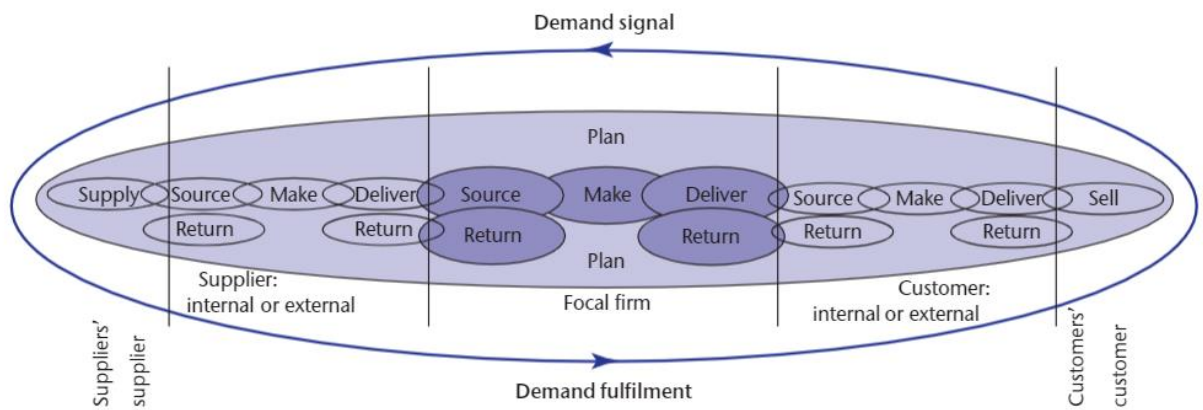 Demand signal
Plan
Supply Source Make Deliver Source Make Deliver Source Make Deliver Sell
Return Return Return Return Return Return
Plan
Supplier:
internal or external
Focal firm
Customer:
internal or external
Suppliers'
supplier
Customers'
customer
Demand fulfilment